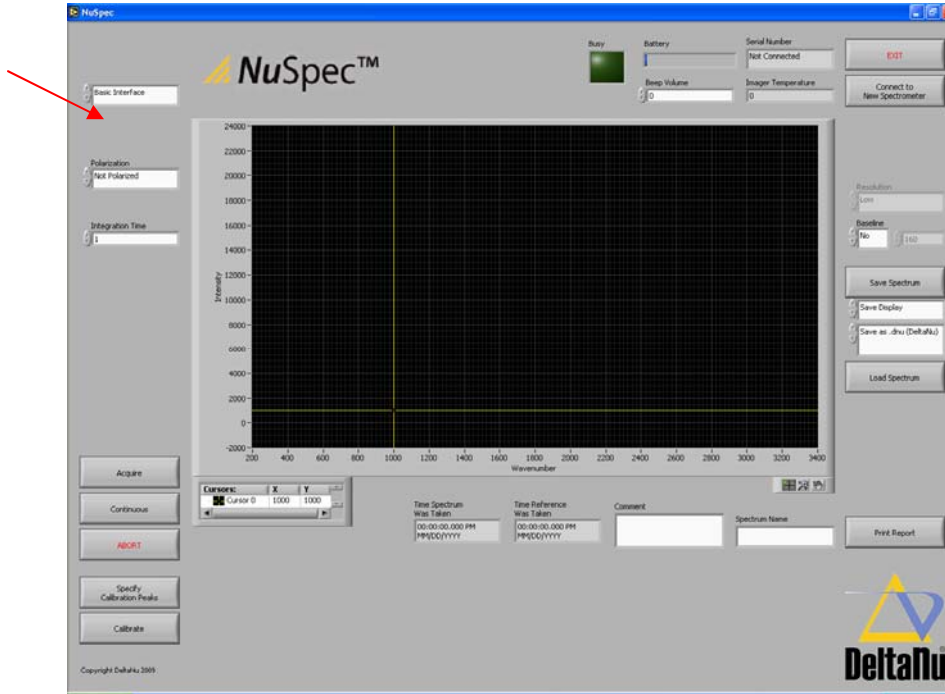 NuSpec
NuSpec™
Busy
Battery
Serial Number
Not Connected
EXIT
Basic Interface
Beep Volume
0
Imager Temperature
0
Connect to
New Spectrometer
Polarization
Not Polarized
Integration Time
1
24000
22000
20000
18000
16000
14000
12000
10000
8000
6000
4000
2000
0
-2000
Intensity
200 400 600 800 1000 1200 1400 1600 1800 2000 2200 2400 2600 2800 3000 3200 3400
Wavenumber
Resolution
Low
Baseline
No 160
Save Spectrum
Save Display
Save as .dnu (DeltaNu)
Load Spectrum
Acquire
Continuous
ABORT
Specify
Calibration Peaks
Calibrate
Cursors: X Y
Cursor 0 1000 1000
Time Spectrum
Was Taken
00:00:00.000 PM
MM/DD/YYYY
Time Reference
Was Taken
00:00:00.000 PM
MM/DD/YYYY
Comment
Spectrum Name
Print Report
DeltaNu
Copyright DeltaNu 2009